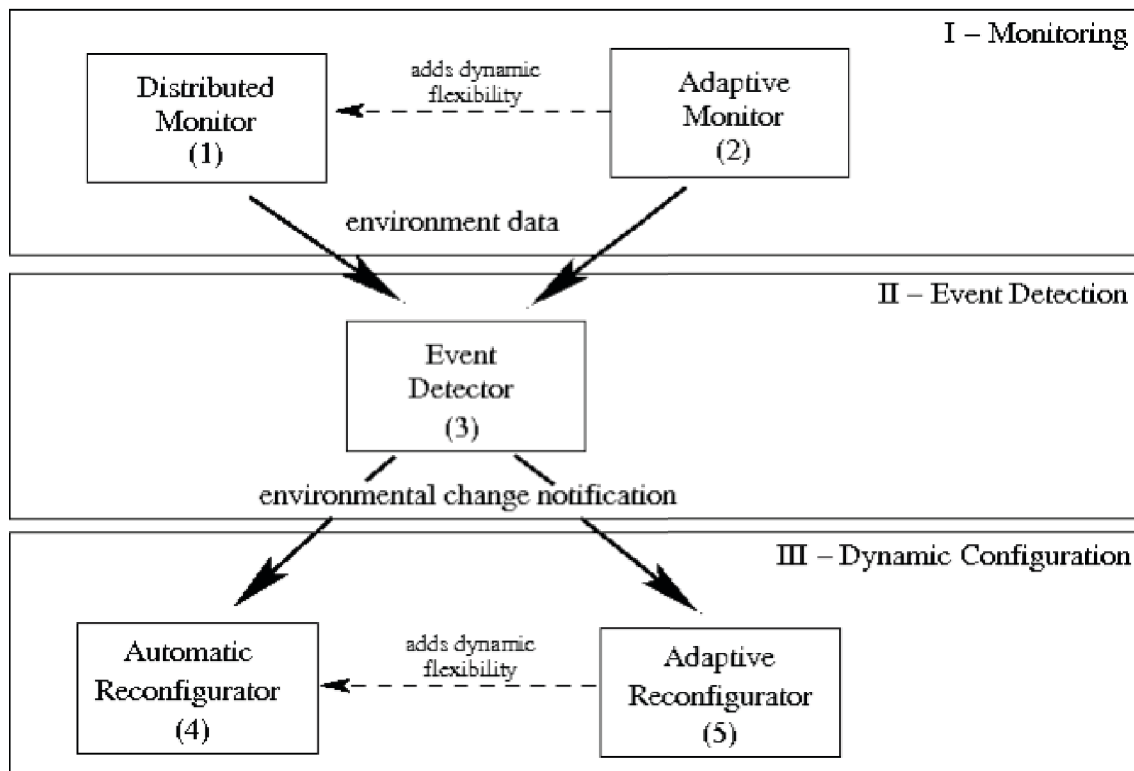 I – Monitoring
Distributed
Monitor
(1)
adds dynamic
flexibility
Adaptive
Monitor
(2)
environment data
II – Event Detection
Event
Detector
(3)
environmental change notification
III – Dynamic Configuration
Automatic
Reconfigurator
(4)
adds dynamic
flexibility
Adaptive
Reconfigurator
(5)